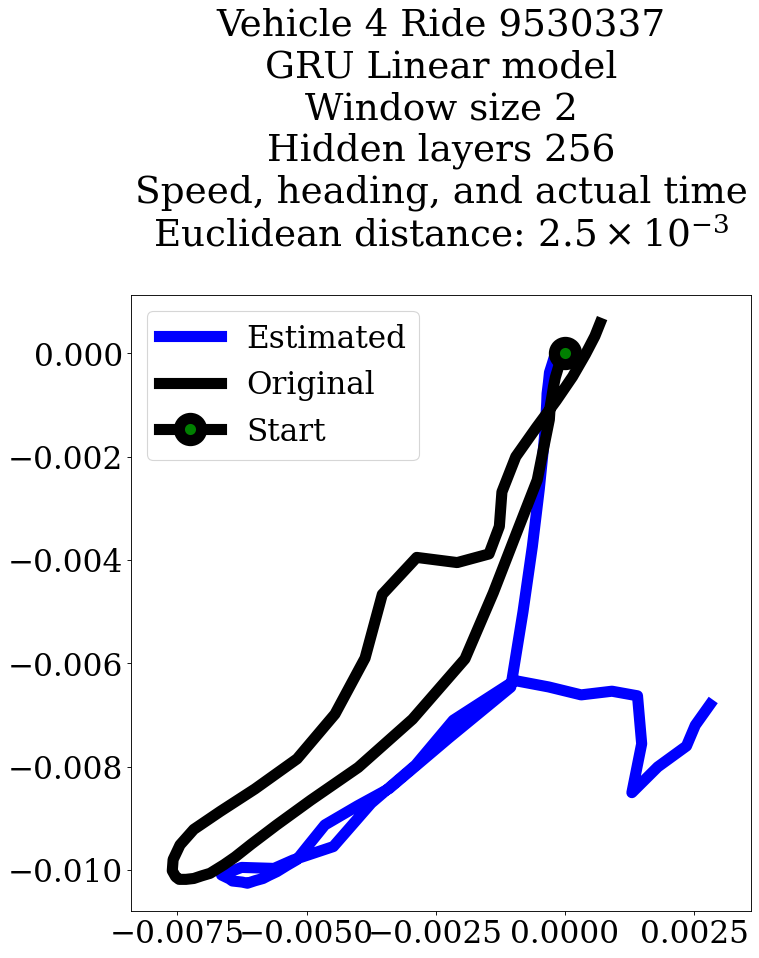 Vehicle 4 Ride 9530337
GRU Linear model
Window size 2
Hidden layers 256
Speed, heading, and actual time
Euclidean distance: 2.5 × 10⁻³
Estimated
Original
Start
0.000
−0.002
−0.004
−0.006
−0.008
−0.010
−0.0075 −0.0050 −0.0025 0.0000 0.0025